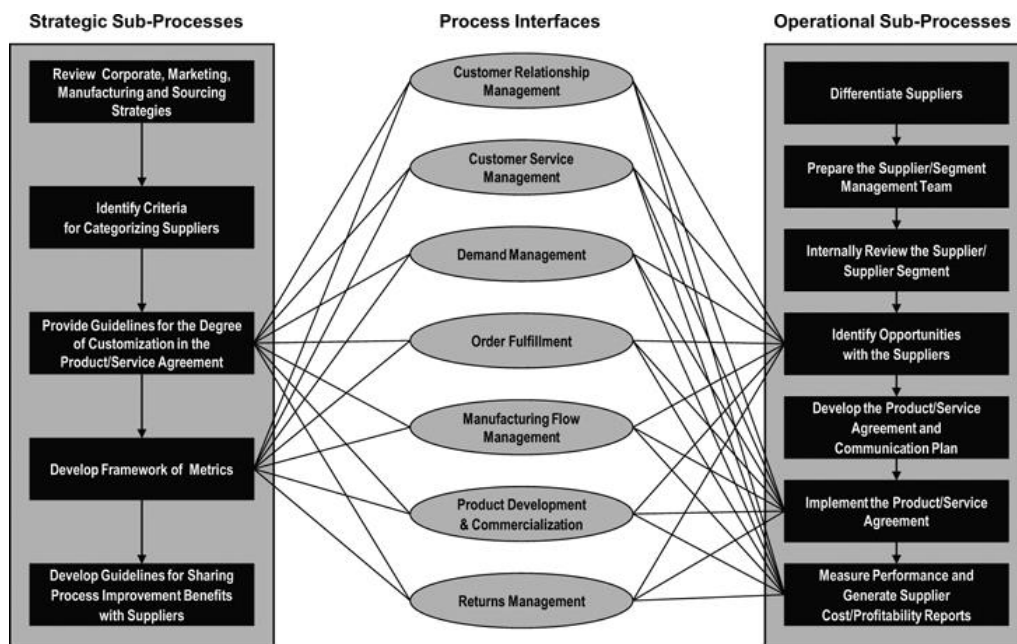 Strategic Sub-Processes
Review Corporate, Marketing,
Manufacturing and Sourcing
Strategies
Identify Criteria
for Categorizing Suppliers
Provide Guidelines for the Degree
of Customization in the
Product/Service Agreement
Develop Framework of Metrics
Develop Guidelines for Sharing
Process Improvement Benefits
with Suppliers
Process Interfaces
Customer Relationship
Management
Customer Service
Management
Demand Management
Order Fulfillment
Manufacturing Flow
Management
Product Development
& Commercialization
Returns Management
Operational Sub-Processes
Differentiate Suppliers
Prepare the Supplier/Segment
Management Team
Internally Review the Supplier/
Supplier Segment
Identify Opportunities
with the Suppliers
Develop the Product/Service
Agreement and
Communication Plan
Implement the Product/Service
Agreement
Measure Performance and
Generate Supplier
Cost/Profitability Reports